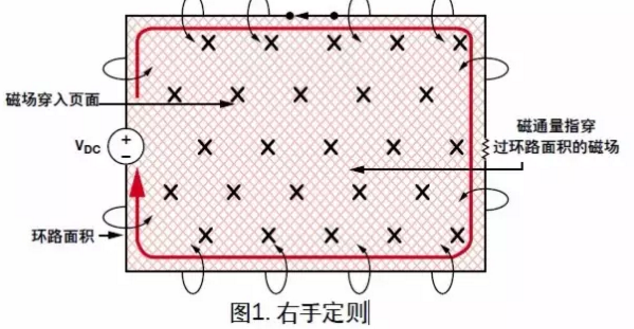 磁场穿入页面
VDC
+
−
磁通量指穿
过环路面积的磁场
环路面积
图1. 右手定则